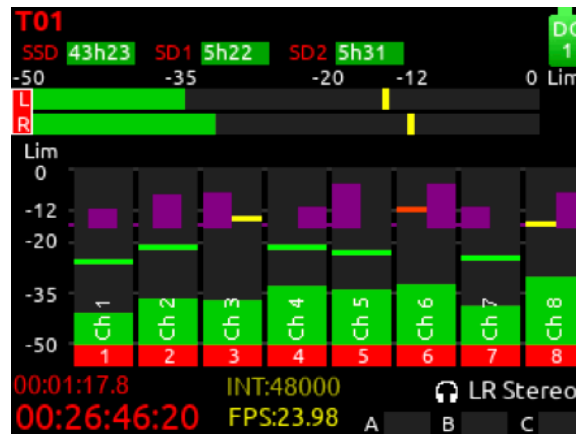 T01
DC
SSD 43h23 SD1 5h22 SD2 5h31
1
-50 -35 -20 -12 0 Lim
L
R
Lim
0
-12
-20
-35
-50
Ch 1 Ch 2 Ch 3 Ch 4 Ch 5 Ch 6 Ch 7 Ch 8
1 2 3 4 5 6 7 8
00:01:17.8 INT:48000 LR Stereo
00:26:46:20 FPS:23.98 A B C